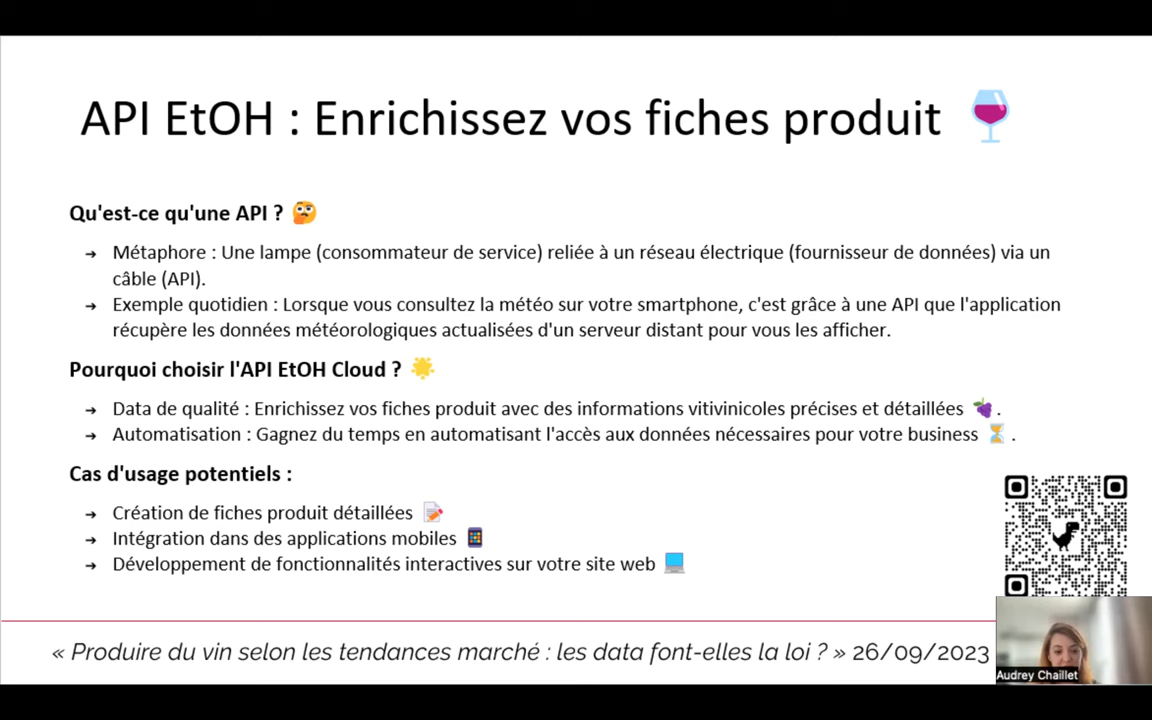 API EtOH : Enrichissez vos fiches produit
Qu'est-ce qu'une API ?
Métaphore : Une lampe (consommateur de service) reliée à un réseau électrique (fournisseur de données) via un
câble (API).
Exemple quotidien : Lorsque vous consultez la météo sur votre smartphone, c'est grâce à une API que l'application
récupère les données météorologiques actualisées d'un serveur distant pour vous les afficher.
Pourquoi choisir l'API EtOH Cloud ?
Data de qualité : Enrichissez vos fiches produit avec des informations vitivinicoles précises et détaillées .
Automatisation : Gagnez du temps en automatisant l'accès aux données nécessaires pour votre business .
Cas d'usage potentiels :
Création de fiches produit détaillées
Intégration dans des applications mobiles
Développement de fonctionnalités interactives sur votre site web
« Produire du vin selon les tendances marché : les data font-elles la loi ? » 26/09/2023
Audrey Chaillet